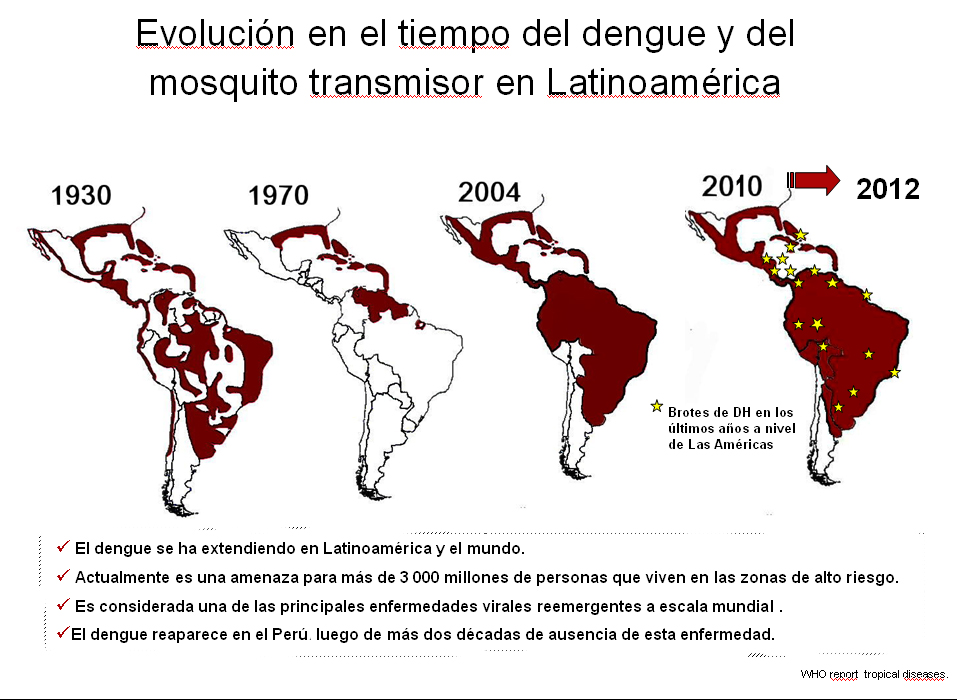 Evolución en el tiempo del dengue y del
mosquito transmisor en Latinoamérica
1930
1970
2004
2010
2012
Brotes de DH en los
últimos años a nivel
de Las Américas
El dengue se ha extendiendo en Latinoamérica y el mundo.
Actualmente es una amenaza para más de 3 000 millones de personas que viven en las zonas de alto riesgo.
Es considerada una de las principales enfermedades virales reemergentes a escala mundial .
El dengue reaparece en el Perú. luego de más dos décadas de ausencia de esta enfermedad.
WHO report tropical diseases.